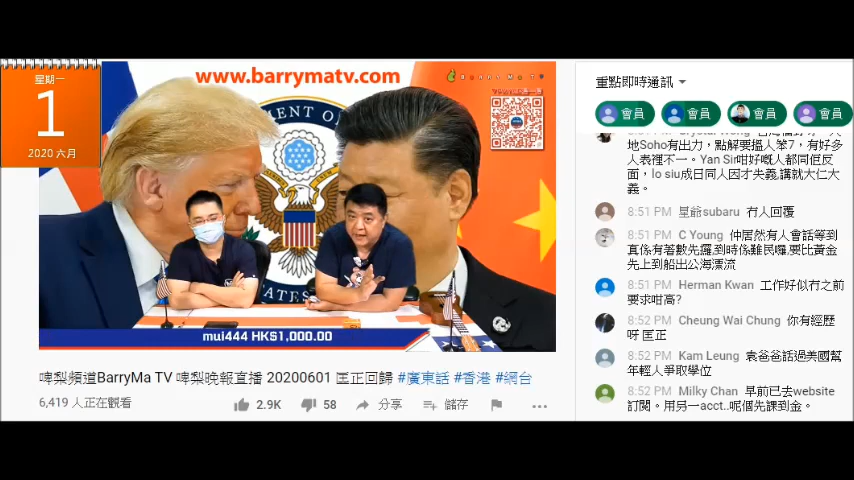 星期一
1
2020 六月
www.barrymatv.com
mui444 HK$1,000.00
啤梨頻道BarryMa TV 啤梨晚報直播 20200601 匡正回歸 #廣東話 #香港 #網台
6,419 人正在觀看
2.9K
58
分享
儲存
重點即時通訊
會員
會員
會員
會員
地Soho有出力，點解要搵人笨7，有好多
人表裡不一。Yan Sir咁好嘅人都同佢反
面，lo siu成日同人因才失義,講就大仁大
義。
8:51 PM 星爺subaru 冇人回覆
8:51 PM C Young 仲居然有人會話等到
真係有著數先攞,到時係難民囉,要比黃金
先上到船出公海漂流
8:51 PM Herman Kwan 工作好似冇之前
要求咁高?
8:52 PM Cheung Wai Chung 你有經歷
呀 匡正
8:52 PM Kam Leung 袁爸爸話過美國幫
年輕人爭取學位
8:52 PM Milky Chan 早前已去website
訂閱。用另一acct..呢個先課到金。